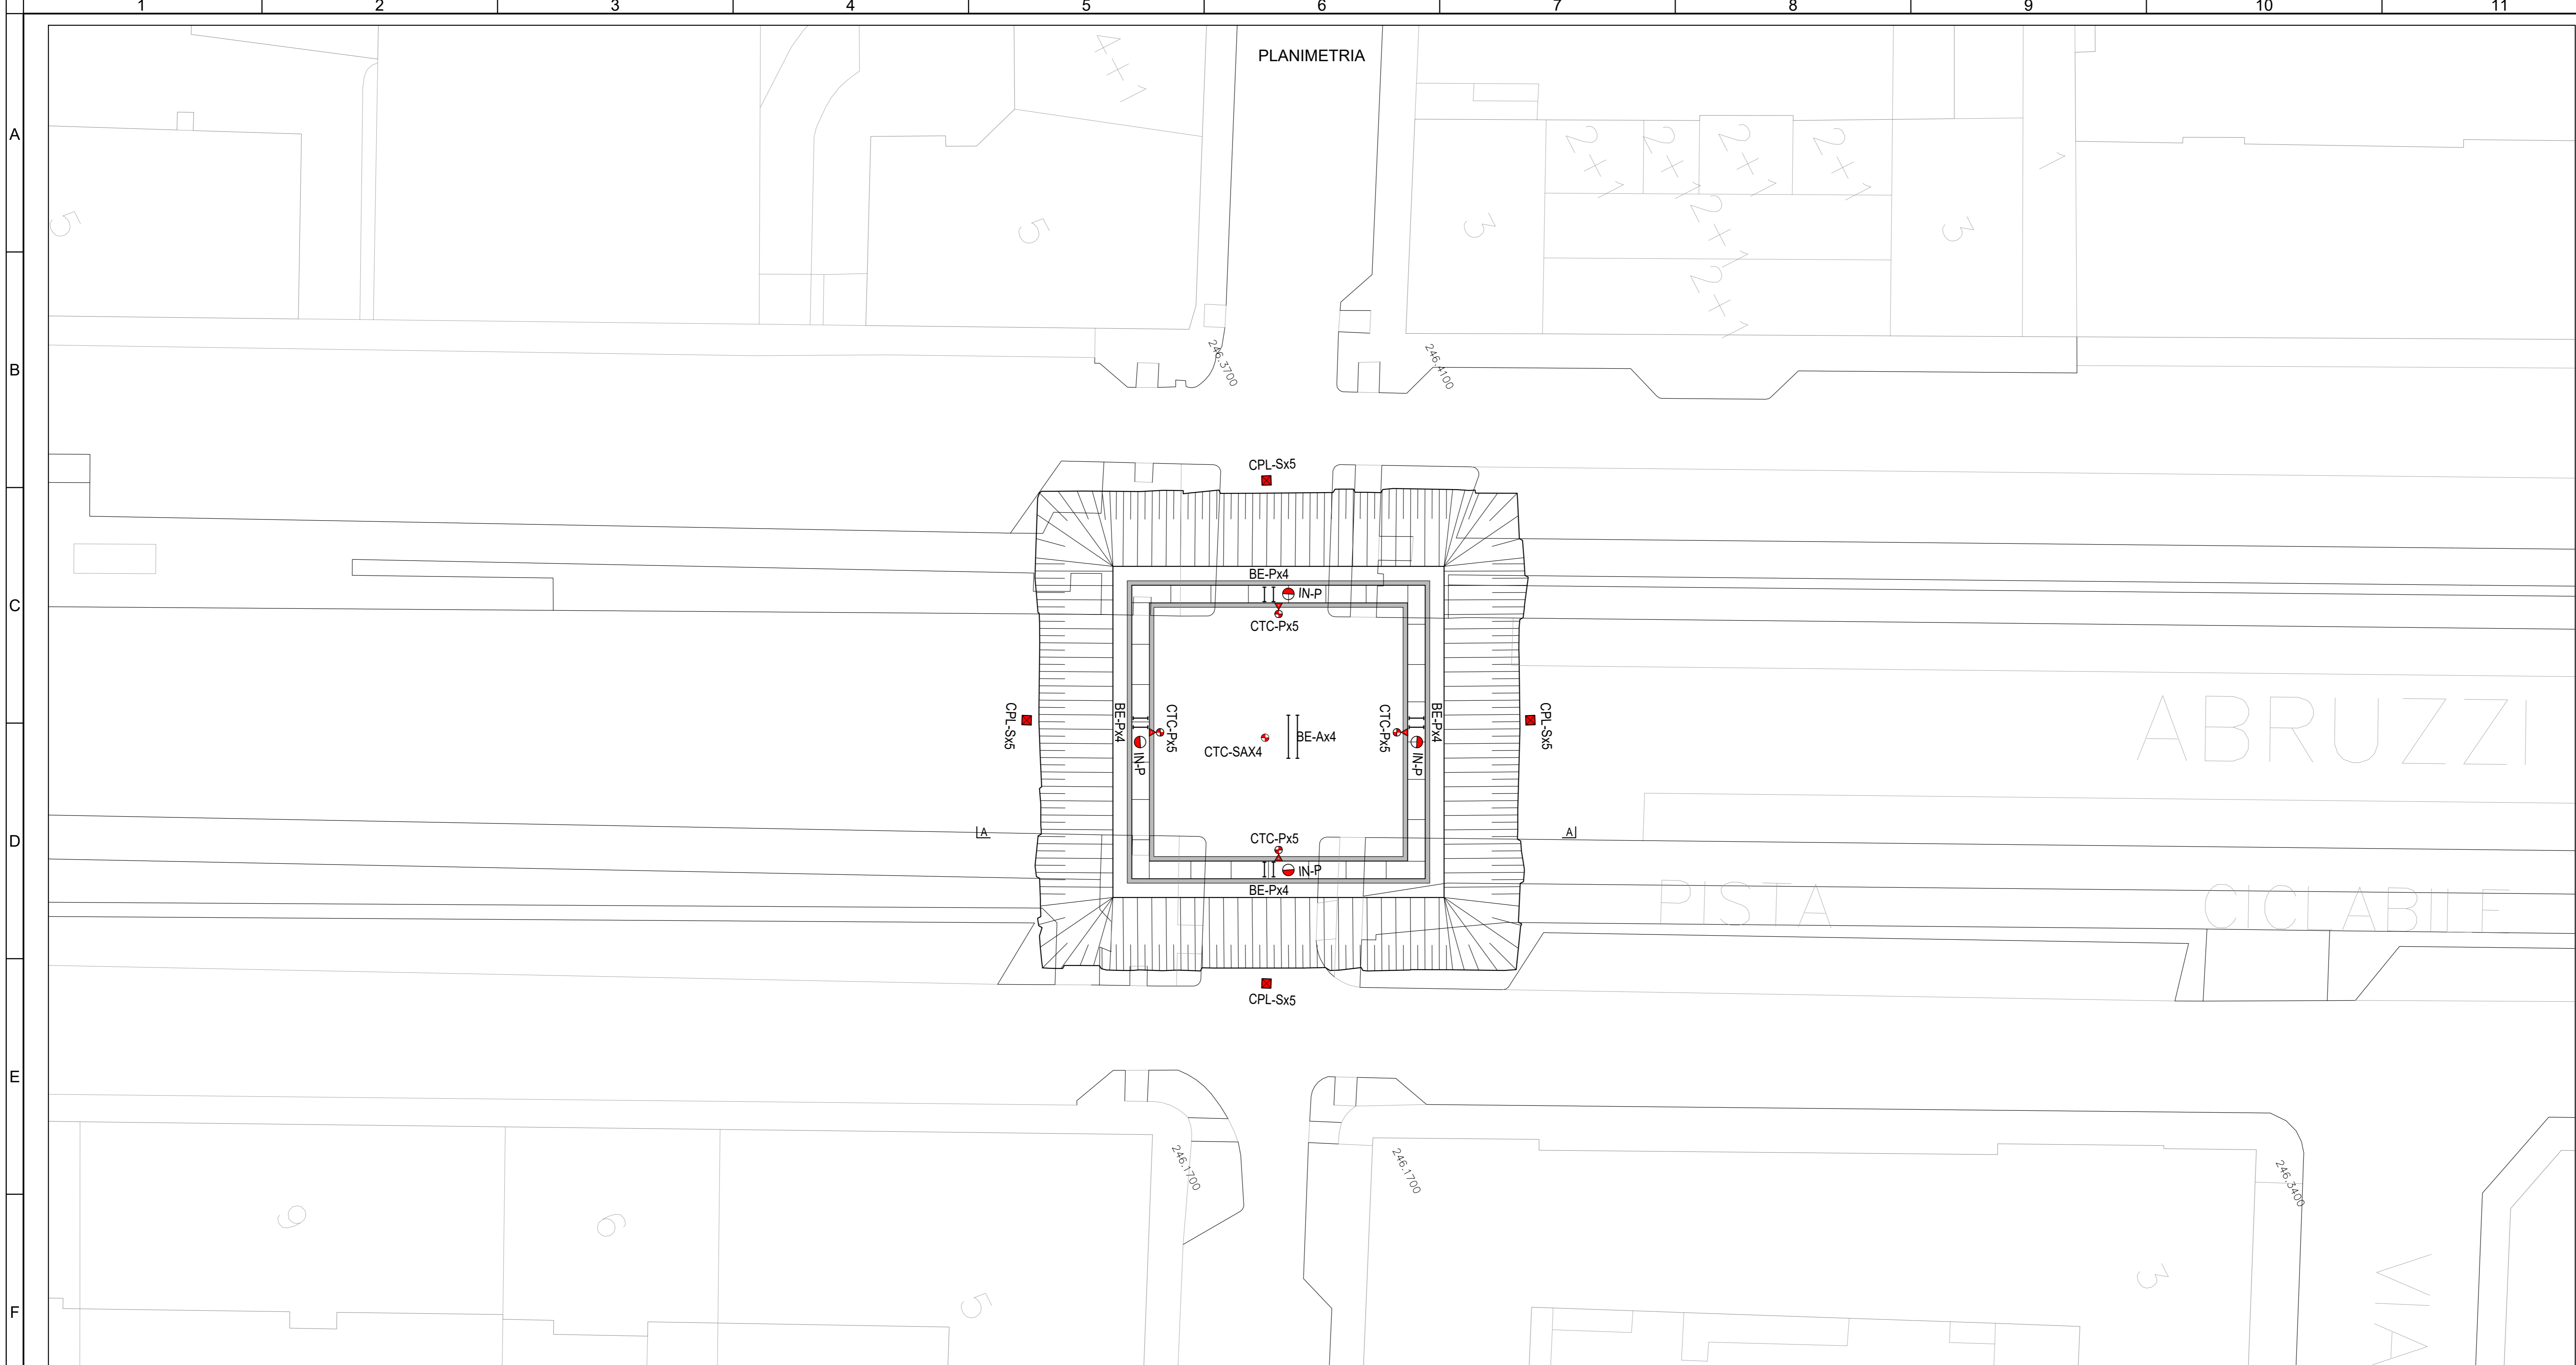 1 2 3 4 5 6 7 8 9 10 11
PLANIMETRIA
A
4+1
2+1 2+1 2+1 2+1
1
5
5
3
2+1
3
2+1
B
246.3700
246.4100
CPL-Sx5
C
BE-Px4
IN-P
CTC-Px5
CPL-Sx5
BE-Px4
CTC-Px5
CTC-Px5
BE-Px4
CPL-Sx5
ABRUZZI
CTC-SAX4
BE-Ax4
IN-P
IN-P
A
A
D
CTC-Px5
IN-P
BE-Px4
PISTA CICLABILE
CPL-Sx5
E
246.1700
246.1700
246.3400
6
6
5
3
F
VIA